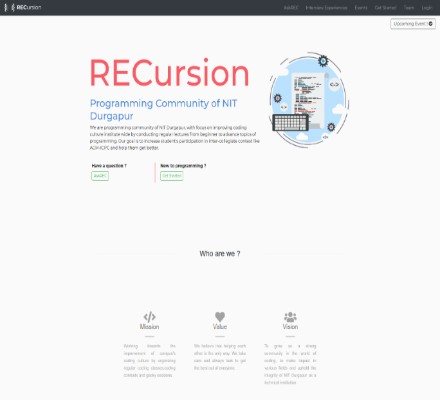 RECursion
AskREC Interview Experiences Events Get Started Team Login
Upcoming Event
RECursion
Programming Community of NIT
Durgapur
We are programming community of NIT Durgapur, with focus on improving coding
culture institute wide by conducting regular lectures from beginner to advance topics of
programming. Our goal is to increase student's participation in inter-collegiate contest like
ACM-ICPC and help them get better.
Have a question ? New to programming ?
AskREC Get Started
Who are we ?
Mission Value Vision
Working towards the
improvement of campus's
coding culture by organizing
regular coding classes,coding
contests and giving sessions.
We believe that helping each
other is the only way. We take
care and always look to get
the best out of everyone.
To grow as a strong
community in the world of
coding, to make impact in
various fields and uphold the
integrity of NIT Durgapur as a
technical institution.